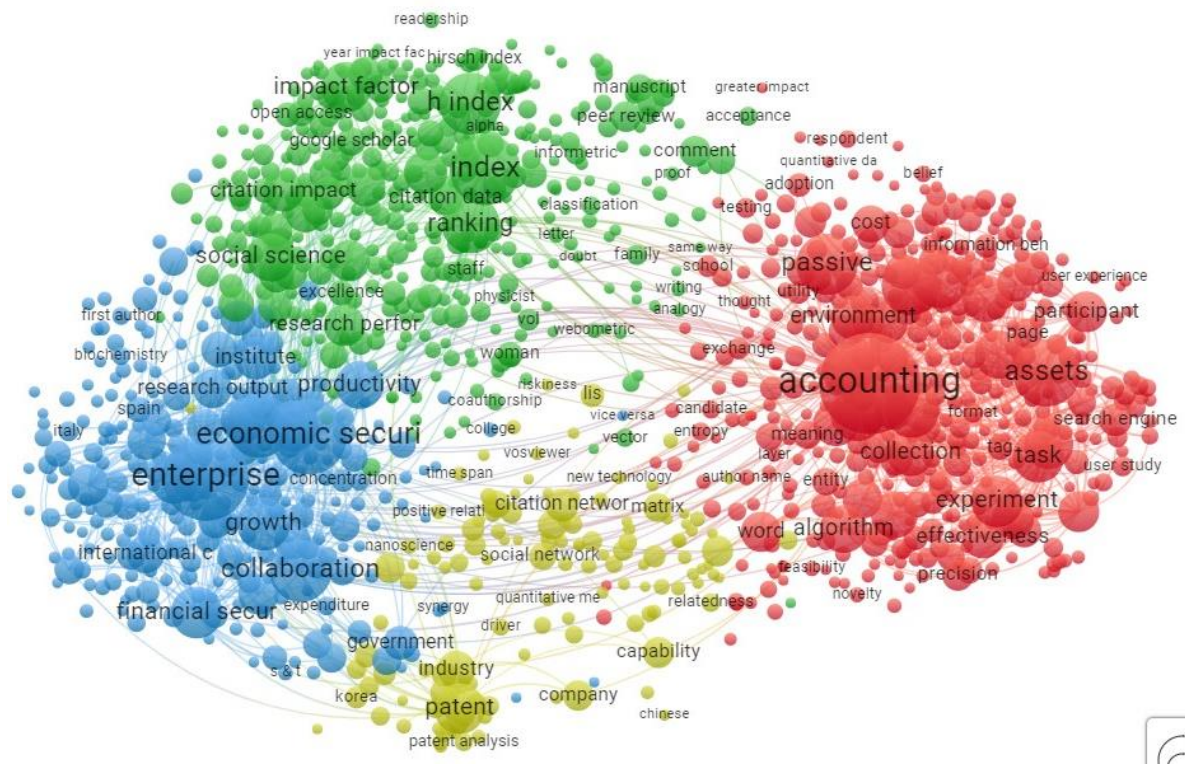 readership
year impact fac
hirsch index
impact factor
manuscript
greater impact
h index
open access
peer review
acceptance
alpha
google scholar
respondent
informetric
comment
quantitative da
index
proof
belief
adoption
citation impact
citation data
classification
testing
ranking
cost
letter
information beh
same way
social science
doubt
family
staff
school
passive
user experience
excellence
physicist
writing
utility
thought
analogy
participant
first author
research perfor
vol
webometric
environment
page
biochemistry
institute
woman
exchange
accounting
assets
research output
productivity
riskiness
lis
spain
coauthorship
vice versa
candidate
format
search engine
italy
economic securi
college
vector
entropy
meaning
tag
vosviewer
layer
collection
task
enterprise
concentration
time span
new technology
author name
entity
user study
positive relati
citation networ
matrix
experiment
growth
word
algorithm
effectiveness
international c
nanoscience
social network
collaboration
feasibility
precision
novelty
financial secur
expenditure
synergy
quantitative me
relatedness
driver
government
capability
s & t
industry
korea
company
patent
chinese
patent analysis